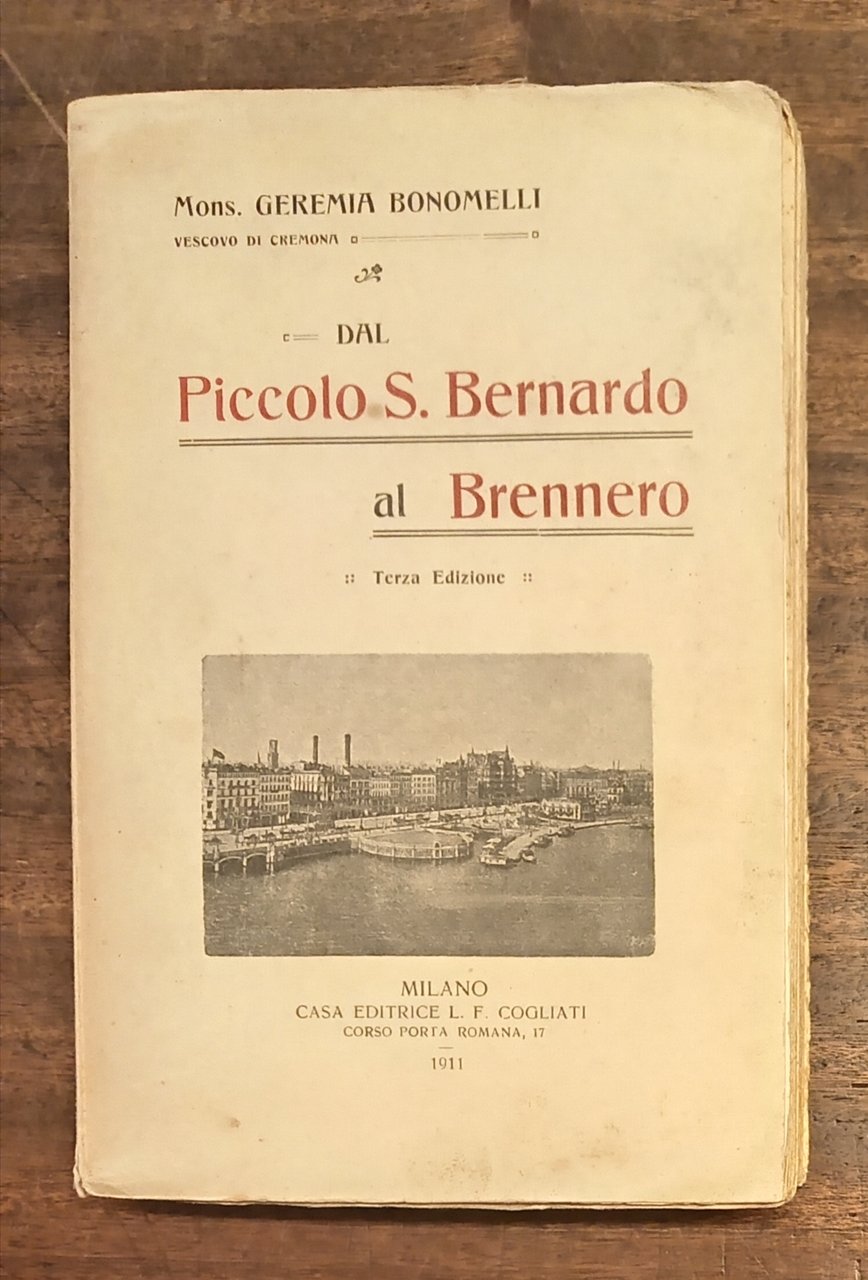 Mons. GEREMIA BONOMELLI
VESCOVO DI CREMONA
DAL
Piccolo S. Bernardo
al Brennero
:: Terza Edizione ::
MILANO
CASA EDITRICE L. F. COGLIATI
CORSO PORTA ROMANA, 17
1911